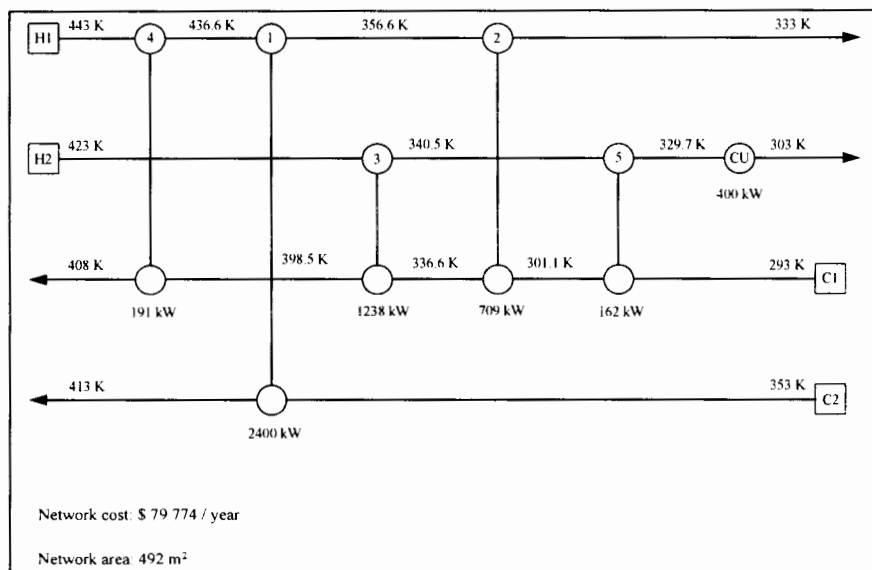 443 K 436.6 K 356.6 K 333 K
H1 4 1 2
423 K 340.5 K 329.7 K 303 K
H2 3 5 CU
400 kW
408 K 398.5 K 336.6 K 301.1 K 293 K
C1
191 kW 1238 kW 709 kW 162 kW
413 K 353 K
C2
2400 kW
Network cost: $ 79 774 / year
Network area: 492 m²